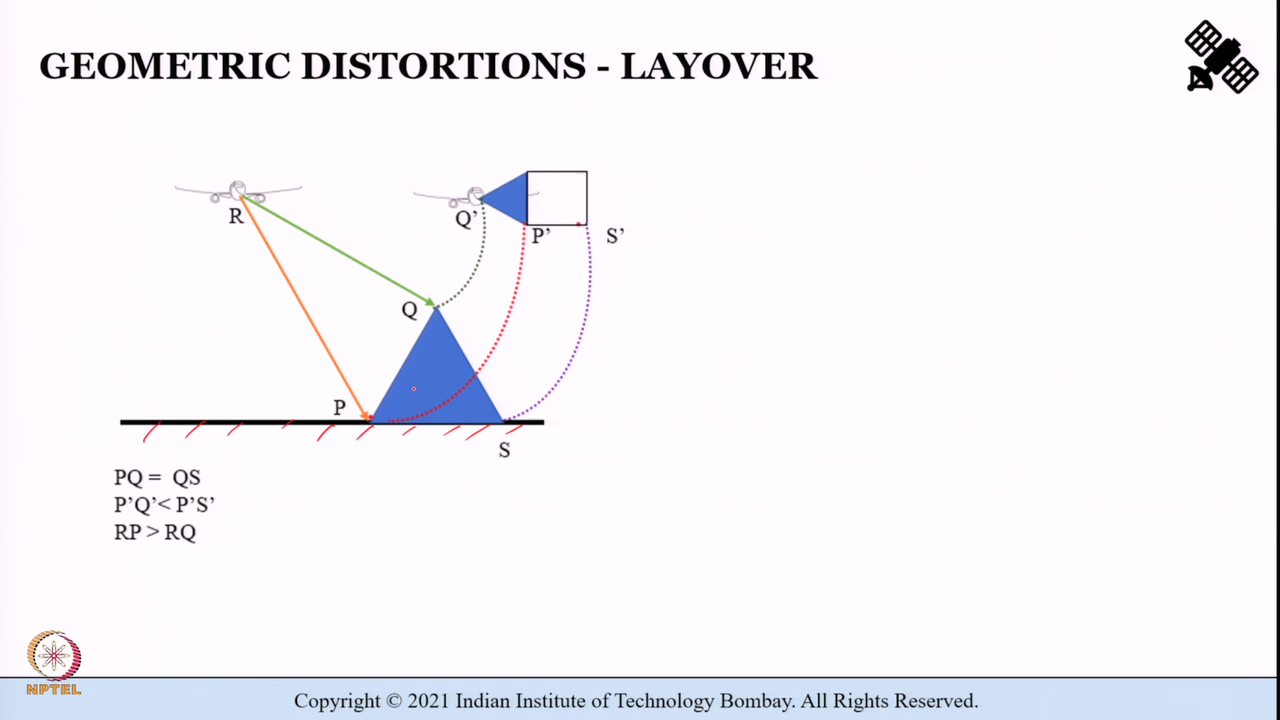 GEOMETRIC DISTORTIONS - LAYOVER
R
Q’
P’
S’
Q
P
S
PQ = QS
P’Q’< P’S’
RP > RQ
NPTEL
Copyright © 2021 Indian Institute of Technology Bombay. All Rights Reserved.